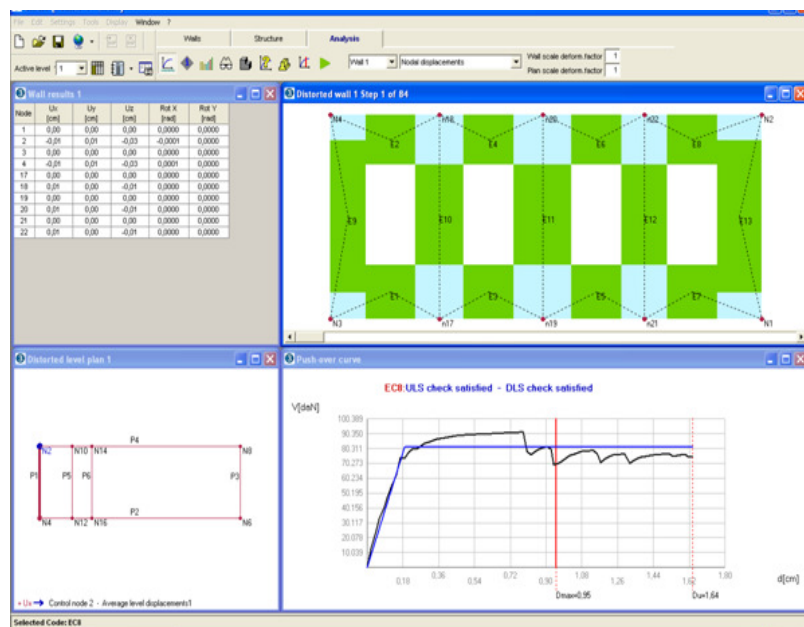 File Edit Settings Tools Display Window ?
Walls Structure Analysis
Active level : 1 Wall 1 Nodal displacements
Wall scale deform.factor 1
Plan scale deform.factor 1
Wall results 1
Node Ux [cm] Uy [cm] Uz [cm] Rot X [rad] Rot Y [rad]
1 0,00 0,00 0,00 0,0000 0,0000
2 -0,01 0,01 -0,03 -0,0001 0,0000
3 0,00 0,00 0,00 0,0000 0,0000
4 -0,01 0,01 -0,03 0,0001 0,0000
17 0,00 0,00 0,00 0,0000 0,0000
18 0,01 0,00 -0,01 0,0000 0,0000
19 0,00 0,00 0,00 0,0000 0,0000
20 0,01 0,00 -0,01 0,0000 0,0000
21 0,00 0,00 0,00 0,0000 0,0000
22 0,01 0,00 -0,01 0,0000 0,0000
Distorted wall 1 Step 1 of 84
N4 n18 n20 n22 N2
E2 E4 E6 E8
E9 E10 E11 E12 E13
E1 E3 E5 E7
N3 n17 n19 n21 N1
Distorted level plan 1
P4
N2 N10 N14 N8
P1 P5 P6 P3
P2
N4 N12 N16 N6
+ Ux Control node 2 - Average level displacements1
Push-over curve
EC8:ULS check satisfied - DLS check satisfied
V[daN]
100.389
90.350
80.311
70.273
60.234
50.195
40.156
30.117
20.078
10.039
0,18 0,36 0,54 0,72 0,90 1,08 1,26 1,44 1,80
d[cm]
Dmax=0,95 Du=1,64
Selected Code: EC8